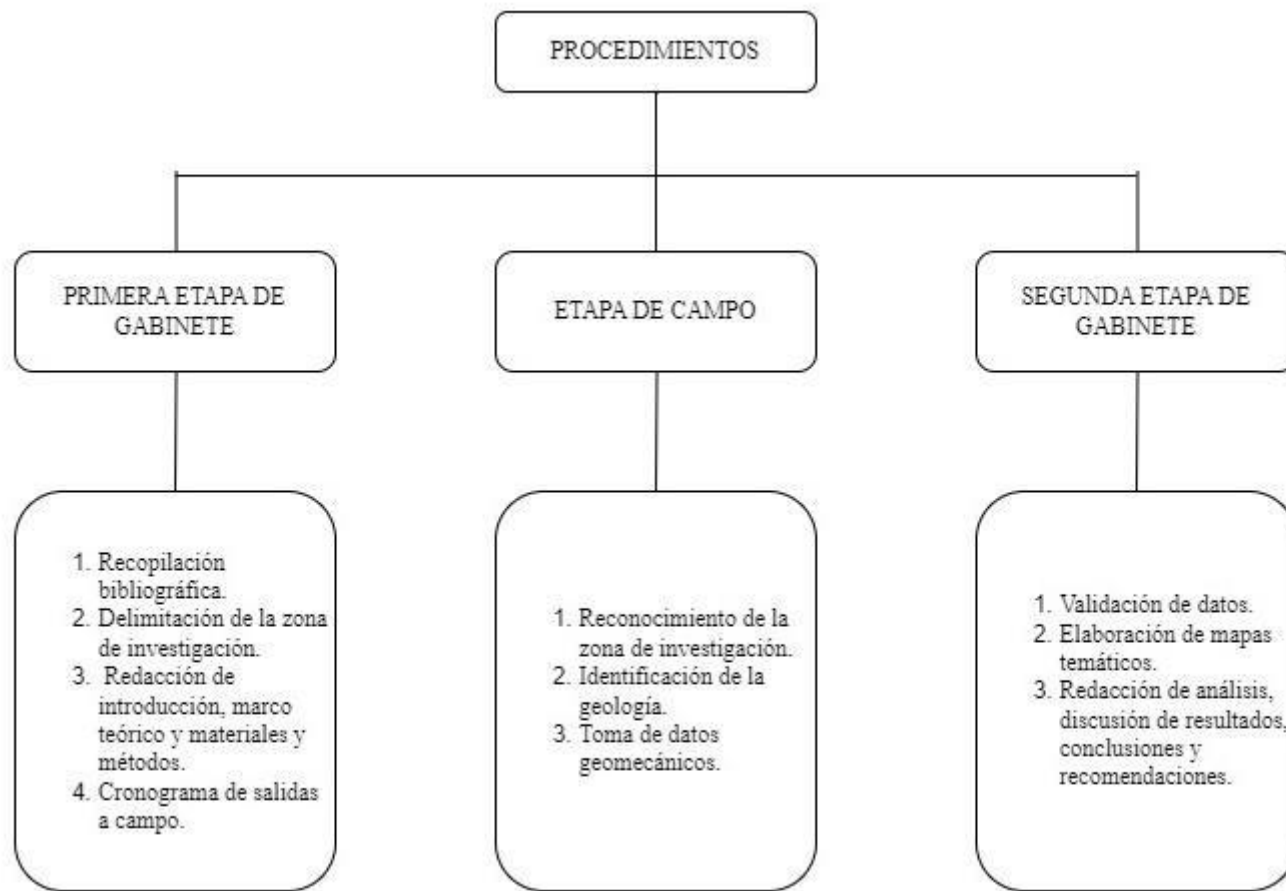 PROCEDIMIENTOS
PRIMERA ETAPA DE
GABINETE
ETAPA DE CAMPO
SEGUNDA ETAPA DE
GABINETE
1. Recopilación
bibliográfica.
2. Delimitación de la zona
de investigación.
3. Redacción de
introducción, marco
teórico y materiales y
métodos.
4. Cronograma de salidas
a campo.
1. Reconocimiento de la
zona de investigación.
2. Identificación de la
geología.
3. Toma de datos
geomecánicos.
1. Validación de datos.
2. Elaboración de mapas
temáticos.
3. Redacción de análisis,
discusión de resultados,
conclusiones y
recomendaciones.